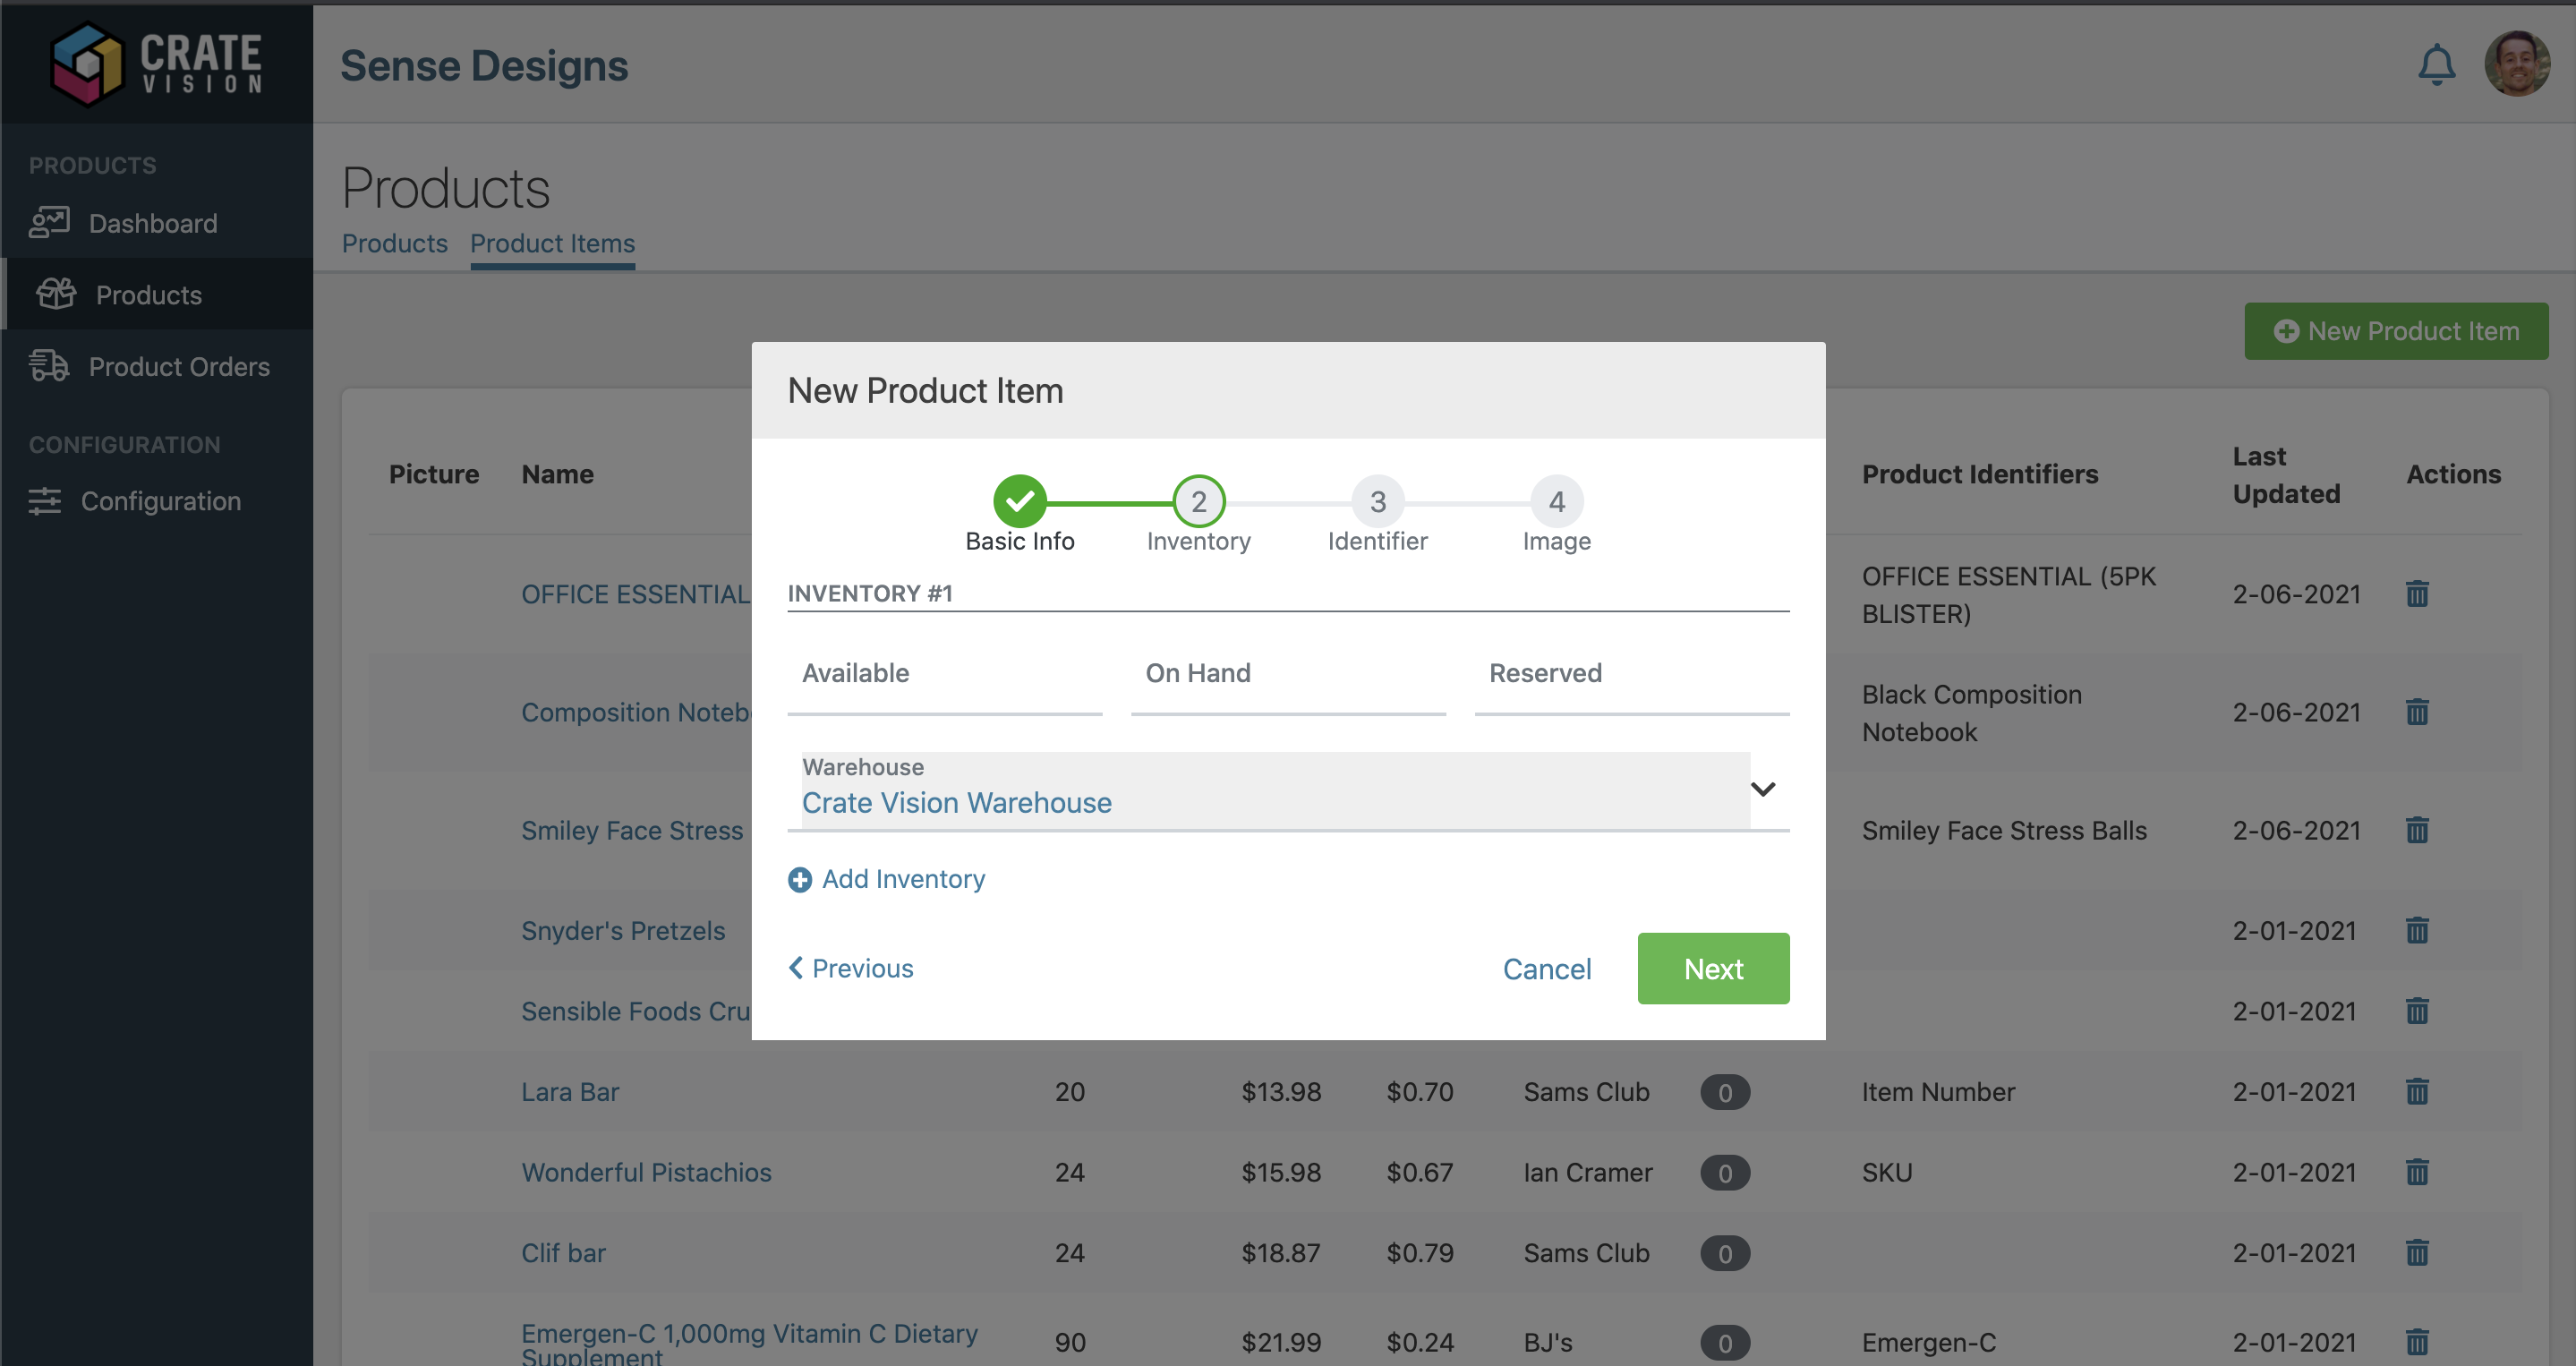 CRATE
VISION
Sense Designs
PRODUCTS
Dashboard
Products
Product Orders
CONFIGURATION
Configuration
Products
Products Product Items
New Product Item
Picture Name Product Identifiers Last Updated Actions
OFFICE ESSENTIAL OFFICE ESSENTIAL (5PK BLISTER) 2-06-2021
Composition Noteb Black Composition Notebook 2-06-2021
Smiley Face Stress Smiley Face Stress Balls 2-06-2021
Snyder's Pretzels 2-01-2021
Sensible Foods Cru 2-01-2021
Lara Bar 20 $13.98 $0.70 Sams Club 0 Item Number 2-01-2021
Wonderful Pistachios 24 $15.98 $0.67 Ian Cramer 0 SKU 2-01-2021
Clif bar 24 $18.87 $0.79 Sams Club 0 2-01-2021
Emergen-C 1,000mg Vitamin C Dietary 90 $21.99 $0.24 BJ's 0 Emergen-C 2-01-2021
Supplement
New Product Item
2 3 4
Basic Info Inventory Identifier Image
INVENTORY #1
Available On Hand Reserved
Warehouse
Crate Vision Warehouse
Add Inventory
Previous Cancel Next